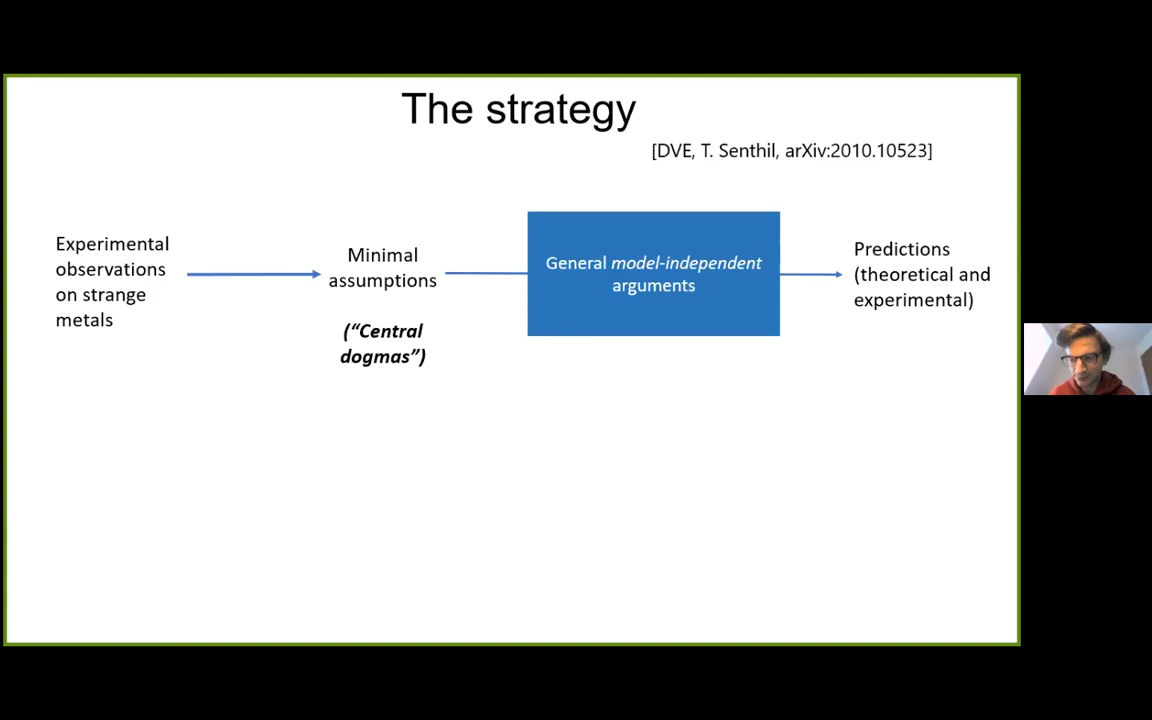 The strategy
[DVE, T. Senthil, arXiv:2010.10523]
Experimental
observations
on strange
metals
Minimal
assumptions
(“Central
dogmas”)
General model-independent
arguments
Predictions
(theoretical and
experimental)